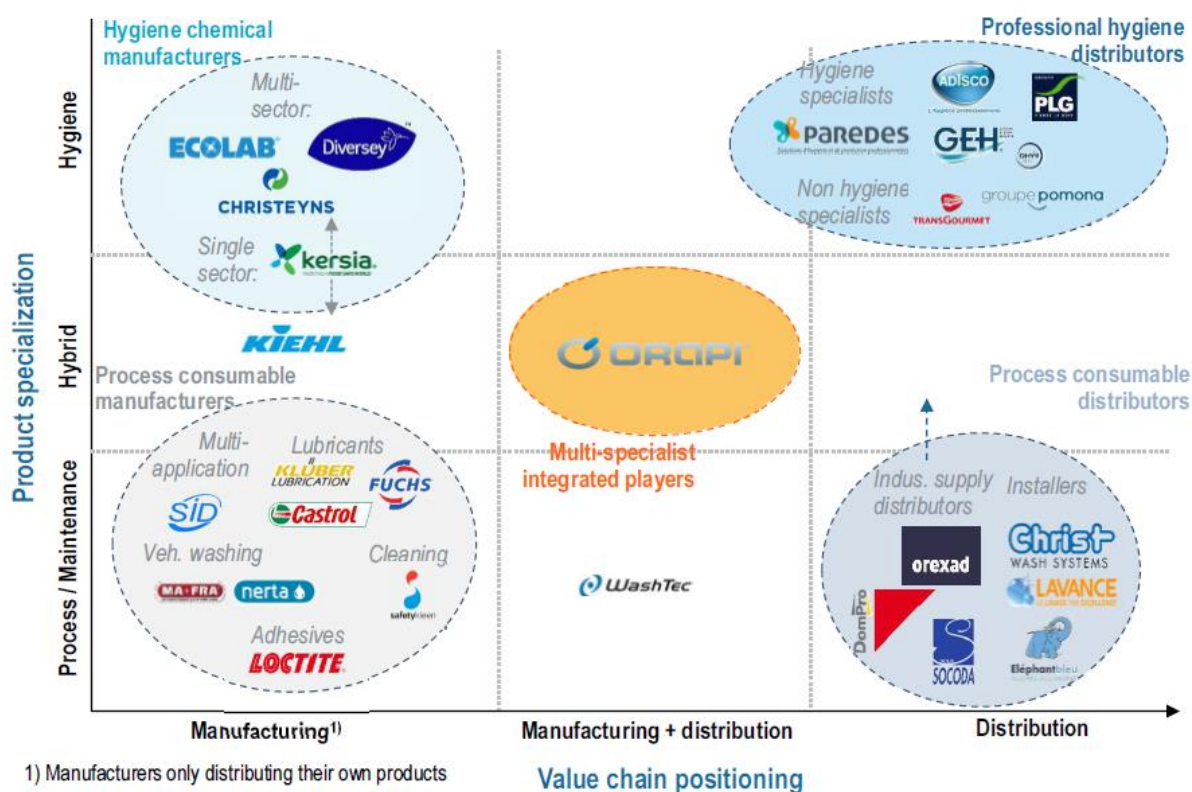 Hygiene chemical
manufacturers
Professional hygiene
distributors
Multi-
sector:
ECOLAB®
Diversey
CHRISTEYNS
Single
sector:
kersia
Hygiene
specialists
ADISCO
PLG
PAREDES
GEH
Non hygiene
specialists
TRANSGOURMET
groupe pomona
Hygiene
Product specialization
Hybrid
KIEHL
ORAPI
Process consumable
manufacturers
Process consumable
distributors
Multi-specialist
integrated players
Process / Maintenance
Multi-
application
Lubricants
KLÜBER
LUBRICATION
FUCHS
SID
Castrol
Veh. washing
Cleaning
MA-FRA
nerta
safetykleen
Adhesives
LOCTITE®
WashTec
Indus. supply
distributors
Installers
orexad
Christ
WASH SYSTEMS
LAVANCE
DomPro
SOCODA
Eléphantbleu
Manufacturing1)
Manufacturing + distribution
Distribution
1) Manufacturers only distributing their own products
Value chain positioning